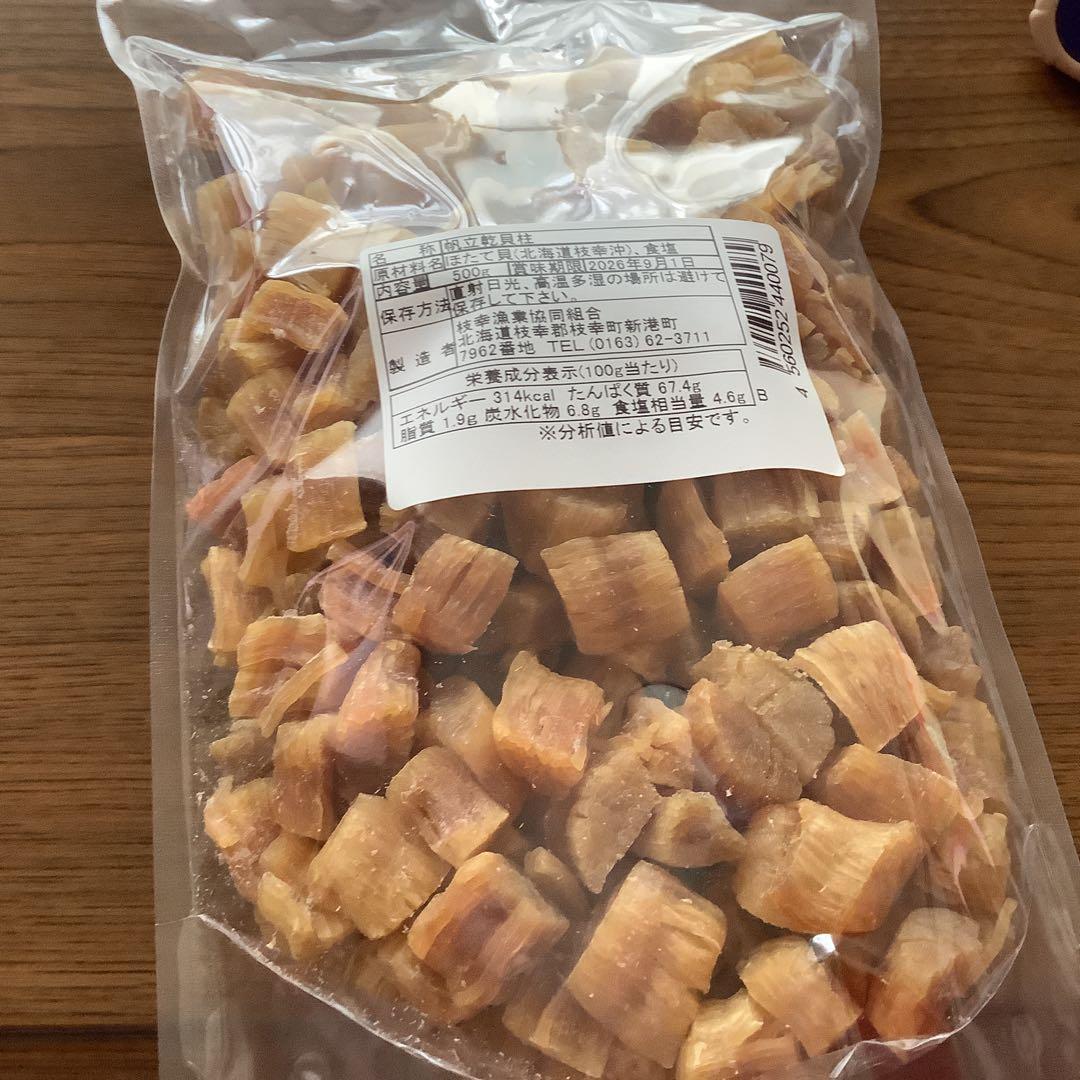 名 称 帆立乾貝柱
原材料名 ほたて貝(北海道枝幸沖)、食塩
内容量 500g 賞味期限 2026年9月1日
保存方法 直射日光、高温多湿の場所は避けて
保存して下さい。
製造者 枝幸漁業協同組合
北海道枝幸郡枝幸町新港町
7962番地 TEL(0163)62-3711
栄養成分表示(100g当たり)
エネルギー 314kcal たんぱく質 67.4g
脂質 1.9g 炭水化物 6.8g 食塩相当量 4.6g
※分析値による目安です。
B
4 560252 440079